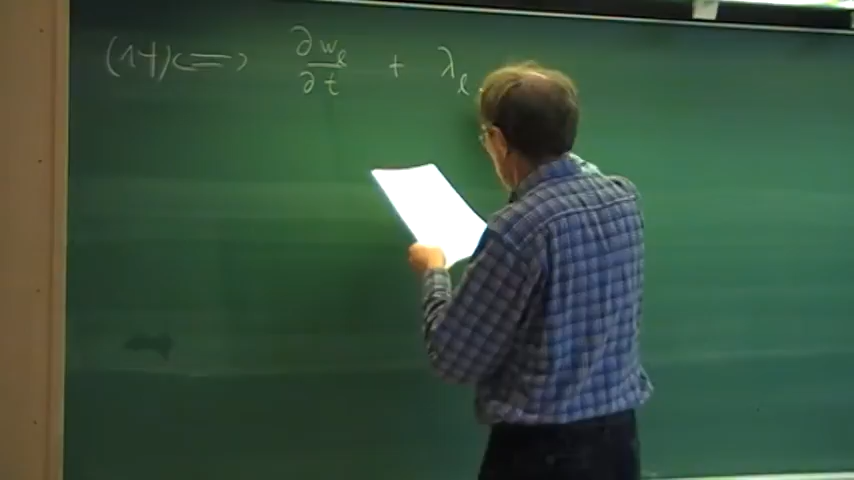 (14) <=> ∂w_ℓ/∂t + λ_ℓ